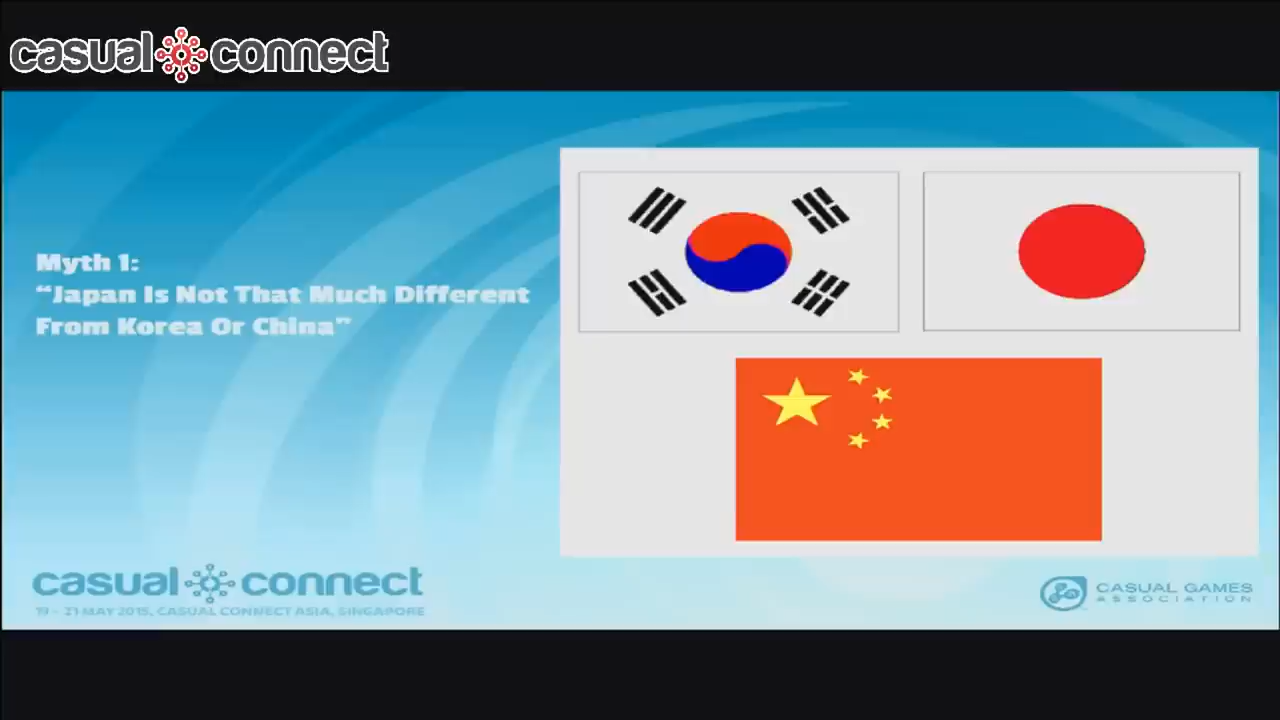 casual connect
Myth 1:
“Japan Is Not That Much Different
From Korea Or China”
casual connect
19 - 21 MAY 2015, CASUAL CONNECT ASIA, SINGAPORE
CASUAL GAMES
ASSOCIATION